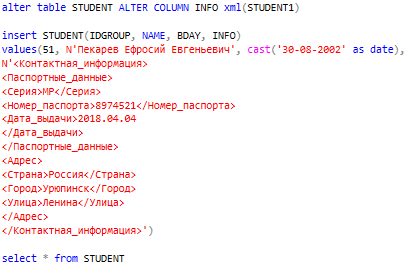 alter table STUDENT ALTER COLUMN INFO xml(STUDENT1)
insert STUDENT(IDGROUP, NAME, BDAY, INFO)
values(51, N'Пекарев Ефросий Евгеньевич', cast('30-08-2002' as date),
N'<Контактная_информация>
<Паспортные_данные>
<Серия>МР</Серия>
<Номер_паспорта>8974521</Номер_паспорта>
<Дата_выдачи>2018.04.04
</Дата_выдачи>
</Паспортные_данные>
<Адрес>
<Страна>Россия</Страна>
<Город>Урюпинск</Город>
<Улица>Ленина</Улица>
</Адрес>
</Контактная_информация>')
select * from STUDENT